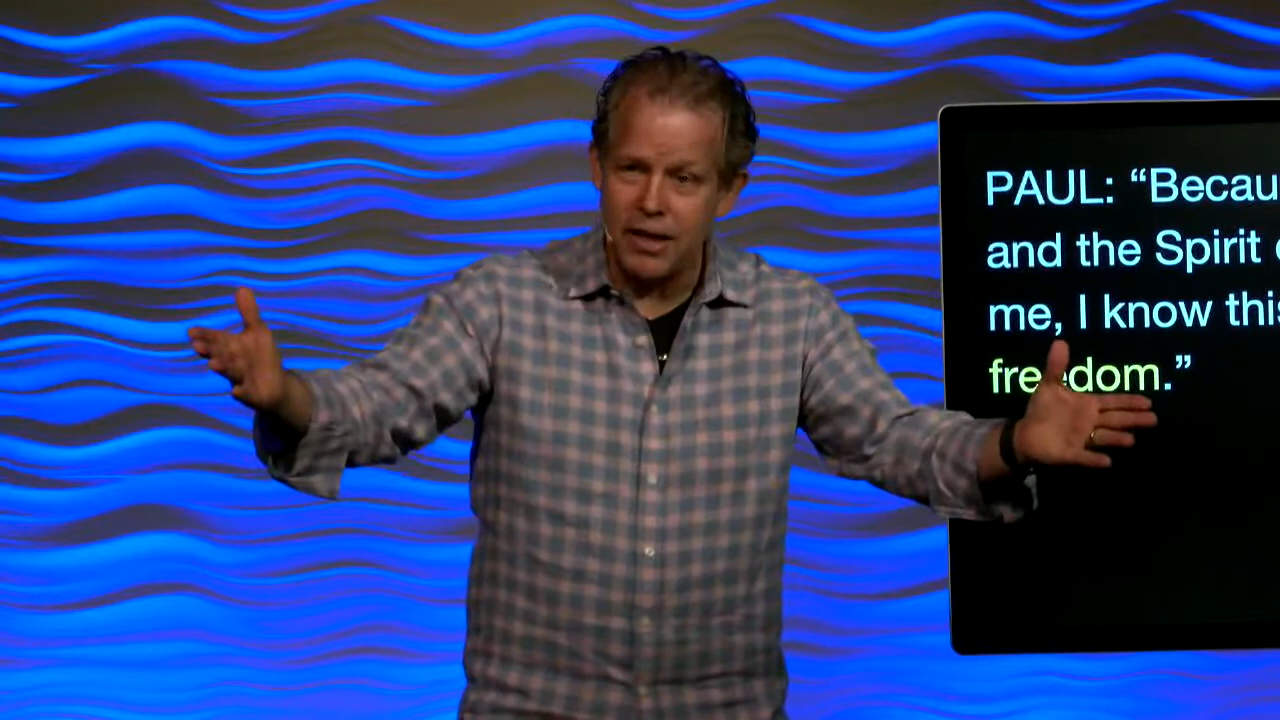 PAUL: “Becau
and the Spirit
me, I know this
freedom.”